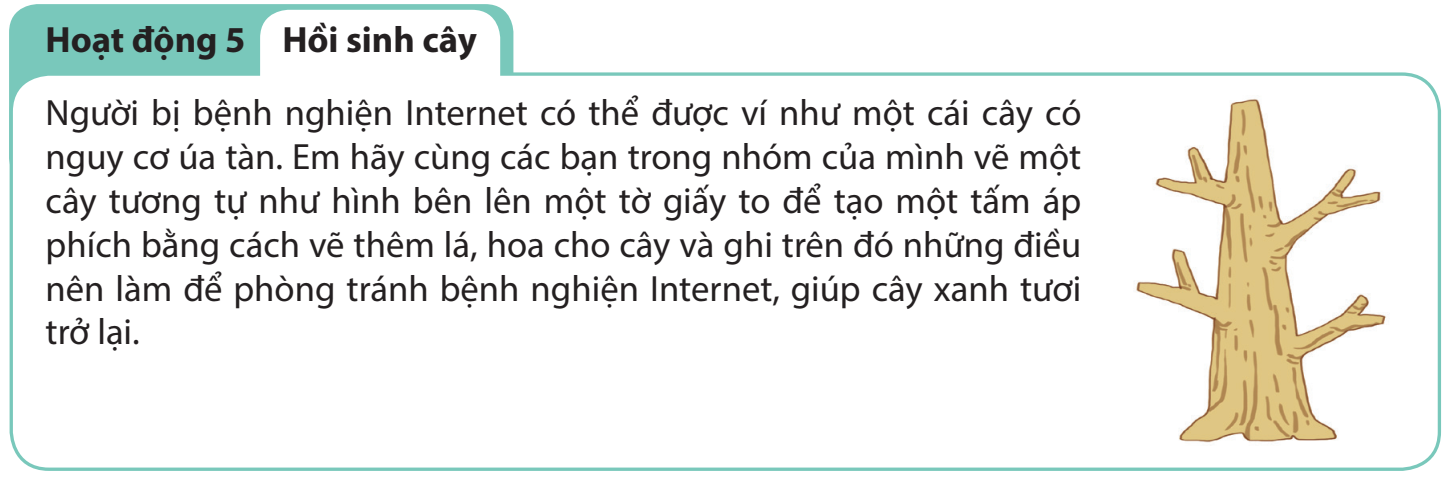 Hoạt động 5 Hồi sinh cây
Người bị bệnh nghiện Internet có thể được ví như một cái cây có
nguy cơ úa tàn. Em hãy cùng các bạn trong nhóm của mình vẽ một
cây tương tự như hình bên lên một tờ giấy to để tạo một tấm áp
phích bằng cách vẽ thêm lá, hoa cho cây và ghi trên đó những điều
nên làm để phòng tránh bệnh nghiện Internet, giúp cây xanh tươi
trở lại.